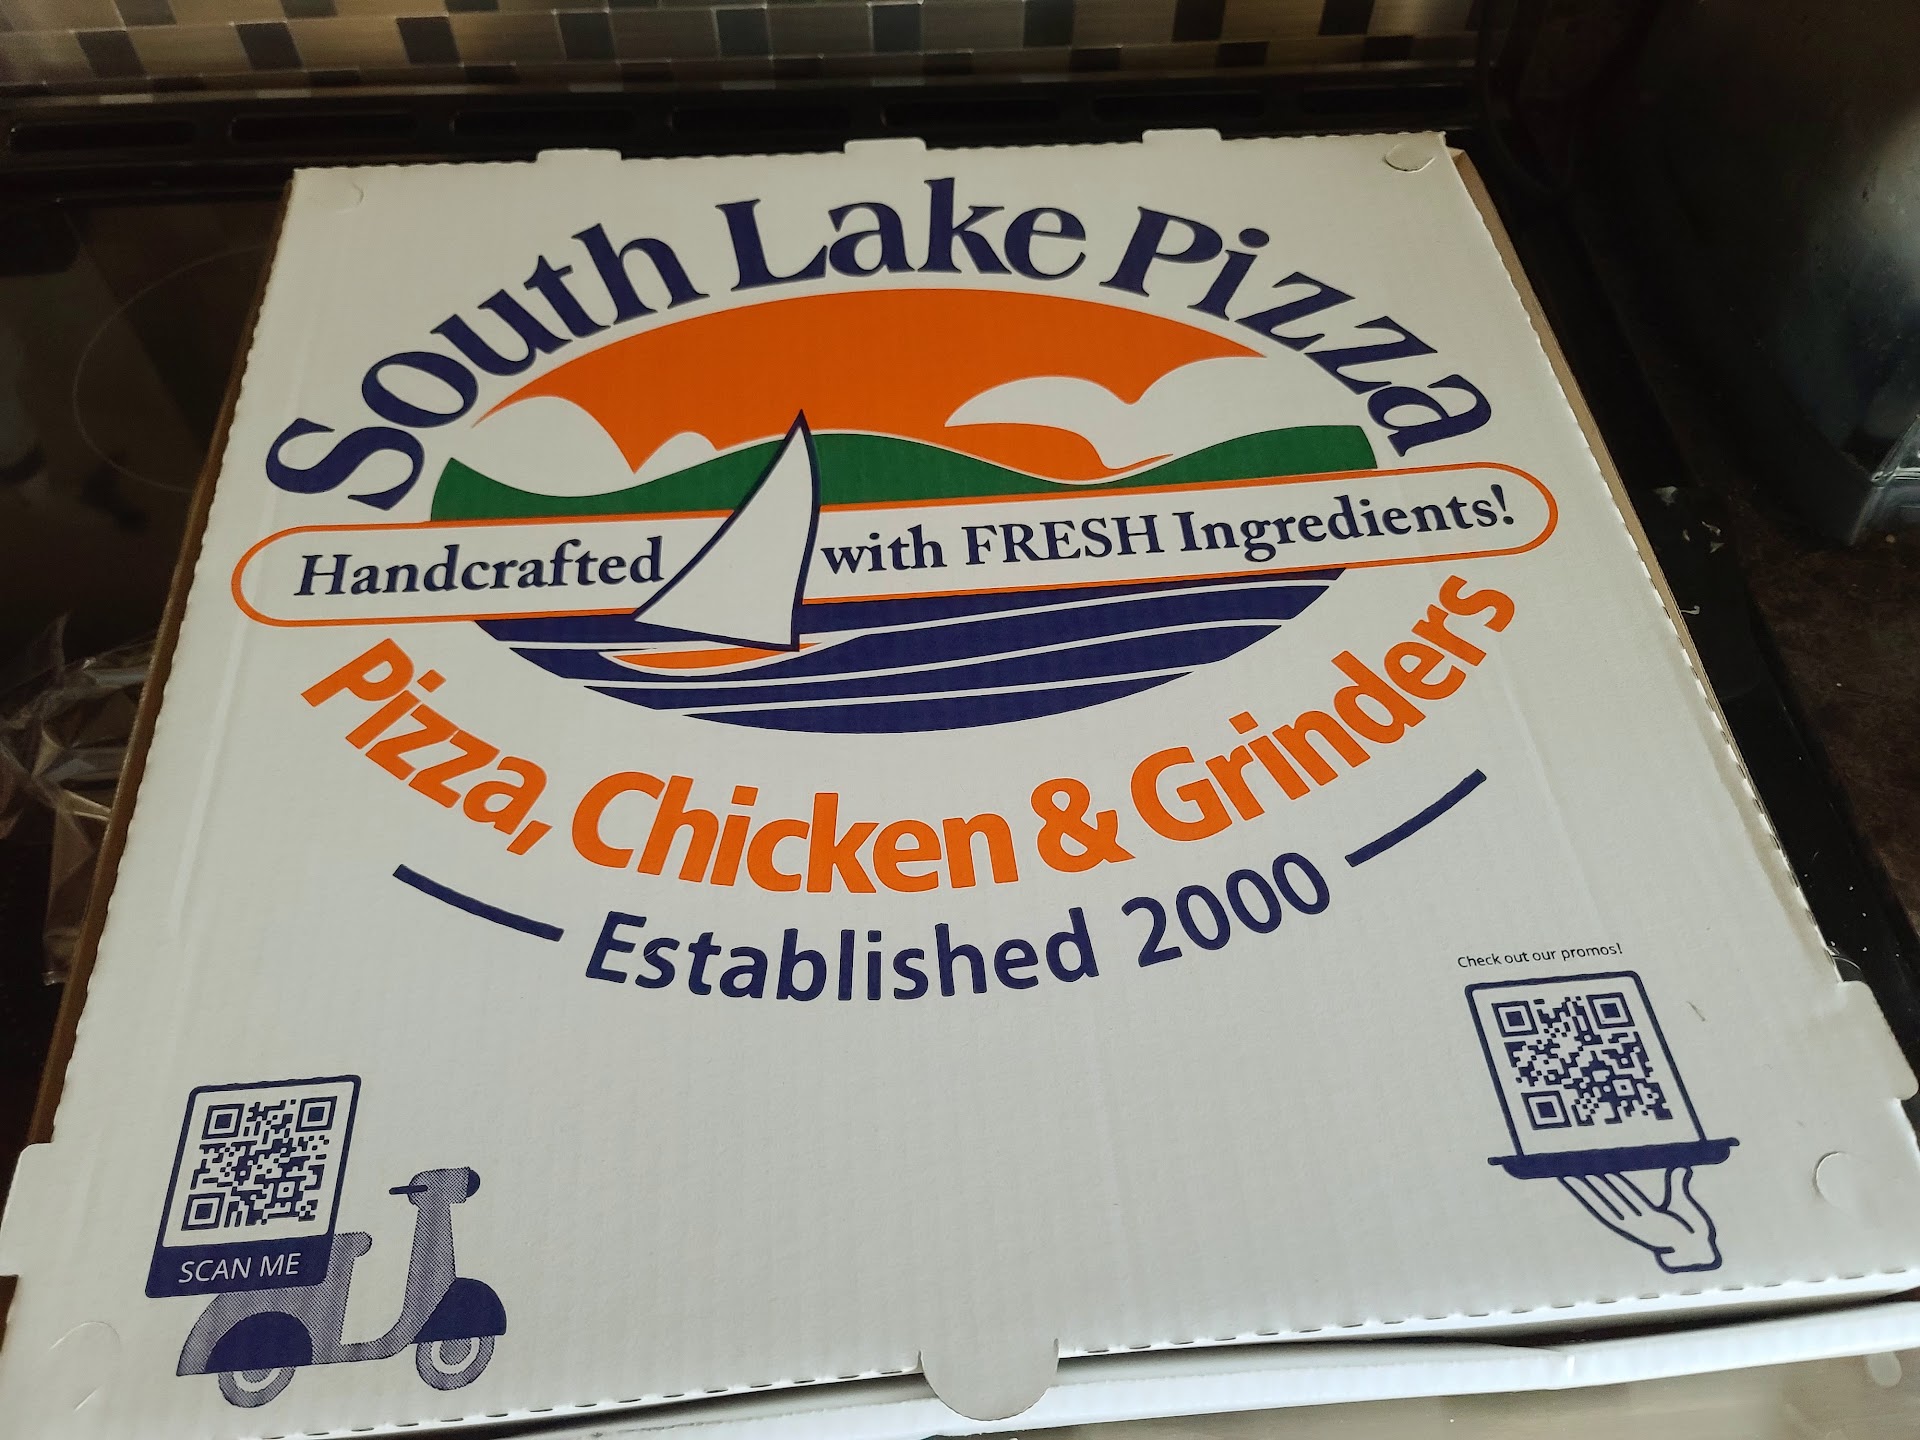 South Lake Pizza
Handcrafted with FRESH Ingredients!
Pizza, Chicken & Grinders
Established 2000
Check out our promos!
SCAN ME